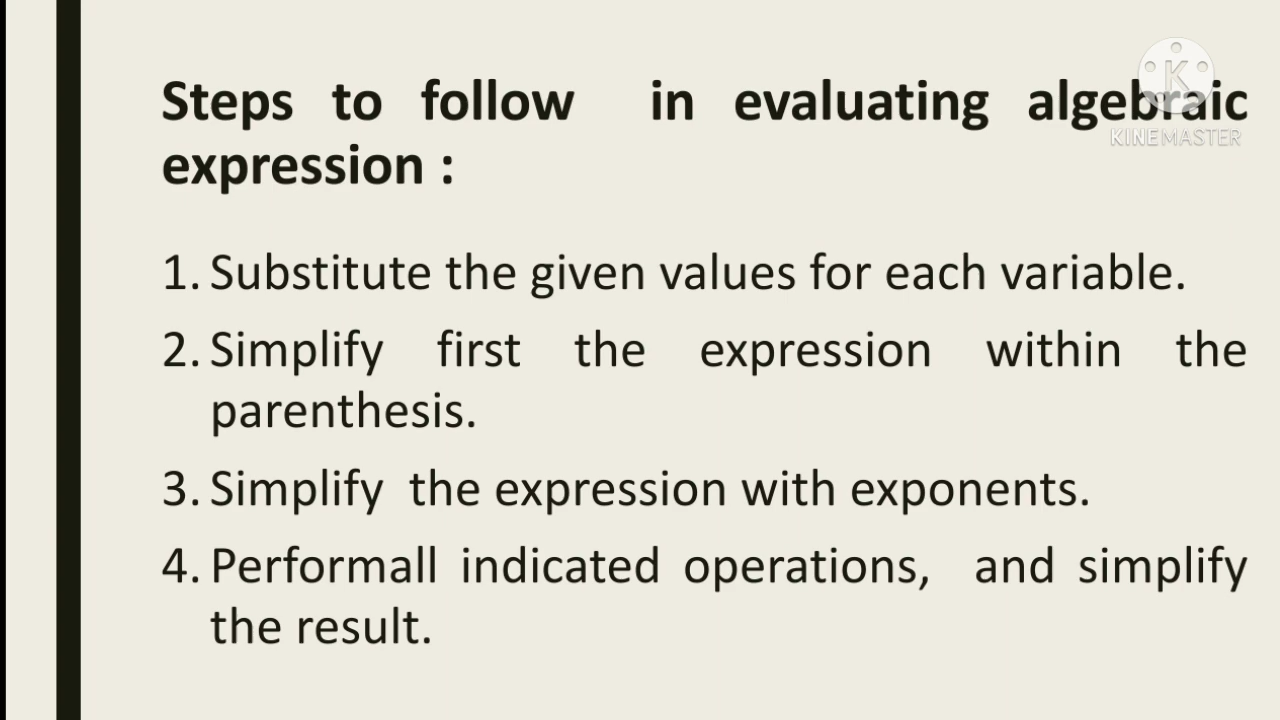 Steps to follow in evaluating algebraic
expression :
1. Substitute the given values for each variable.
2. Simplify first the expression within the
parenthesis.
3. Simplify the expression with exponents.
4. Performall indicated operations, and simplify
the result.
K
KINEMASTER